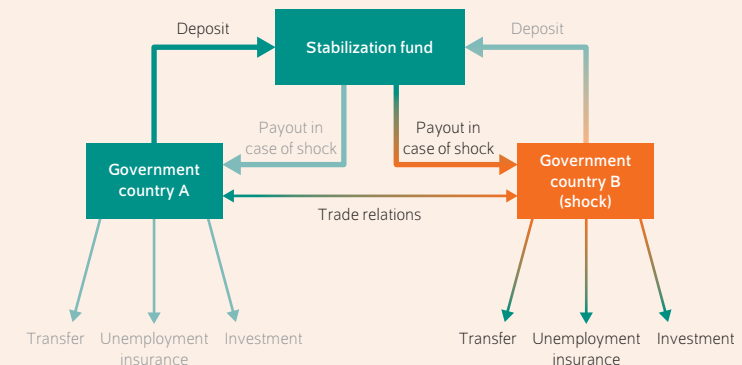 Deposit
Stabilization fund
Deposit
Payout in
case of shock
Payout in
case of shock
Government
country A
Government
country B
(shock)
Trade relations
Transfer
Unemployment
insurance
Investment
Transfer
Unemployment
insurance
Investment